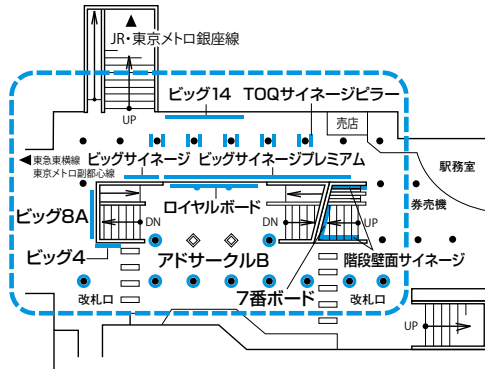 JR・東京メトロ銀座線
UP
ビッグ14
TOQサイネージピラー
売店
東急東横線
東京メトロ副都心線
ビッグサイネージ
ビッグサイネージプレミアム
駅務室
ビッグ8A
ロイヤルボード
券売機
DN
DN
UP
ビッグ4
アドサークルB
階段壁面サイネージ
7番ボード
改札口
改札口
UP